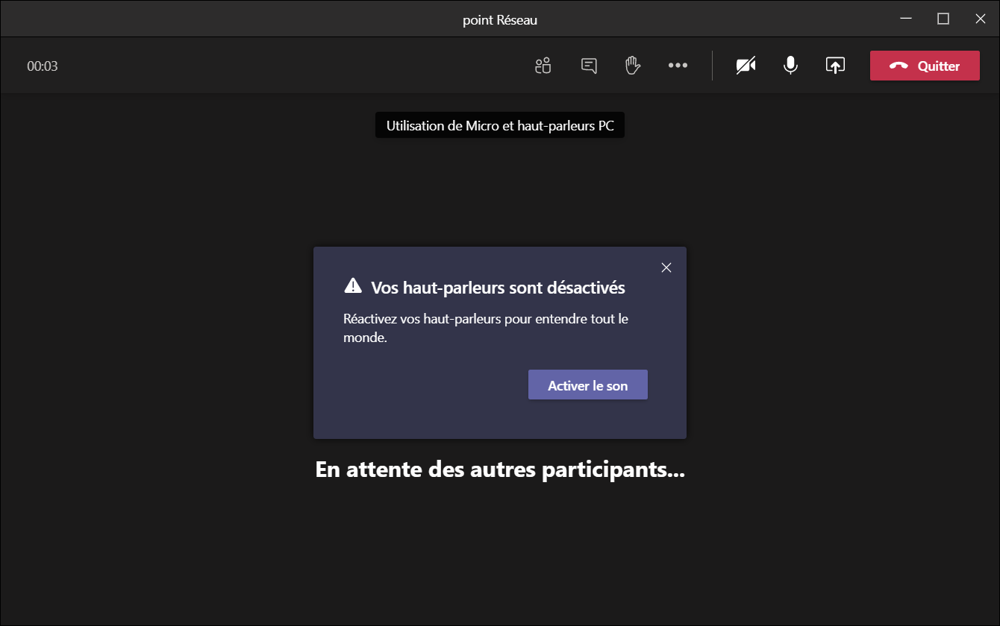 point Réseau
00:03
Quitter
Utilisation de Micro et haut-parleurs PC
Vos haut-parleurs sont désactivés
Réactivez vos haut-parleurs pour entendre tout le
monde.
Activer le son
En attente des autres participants...